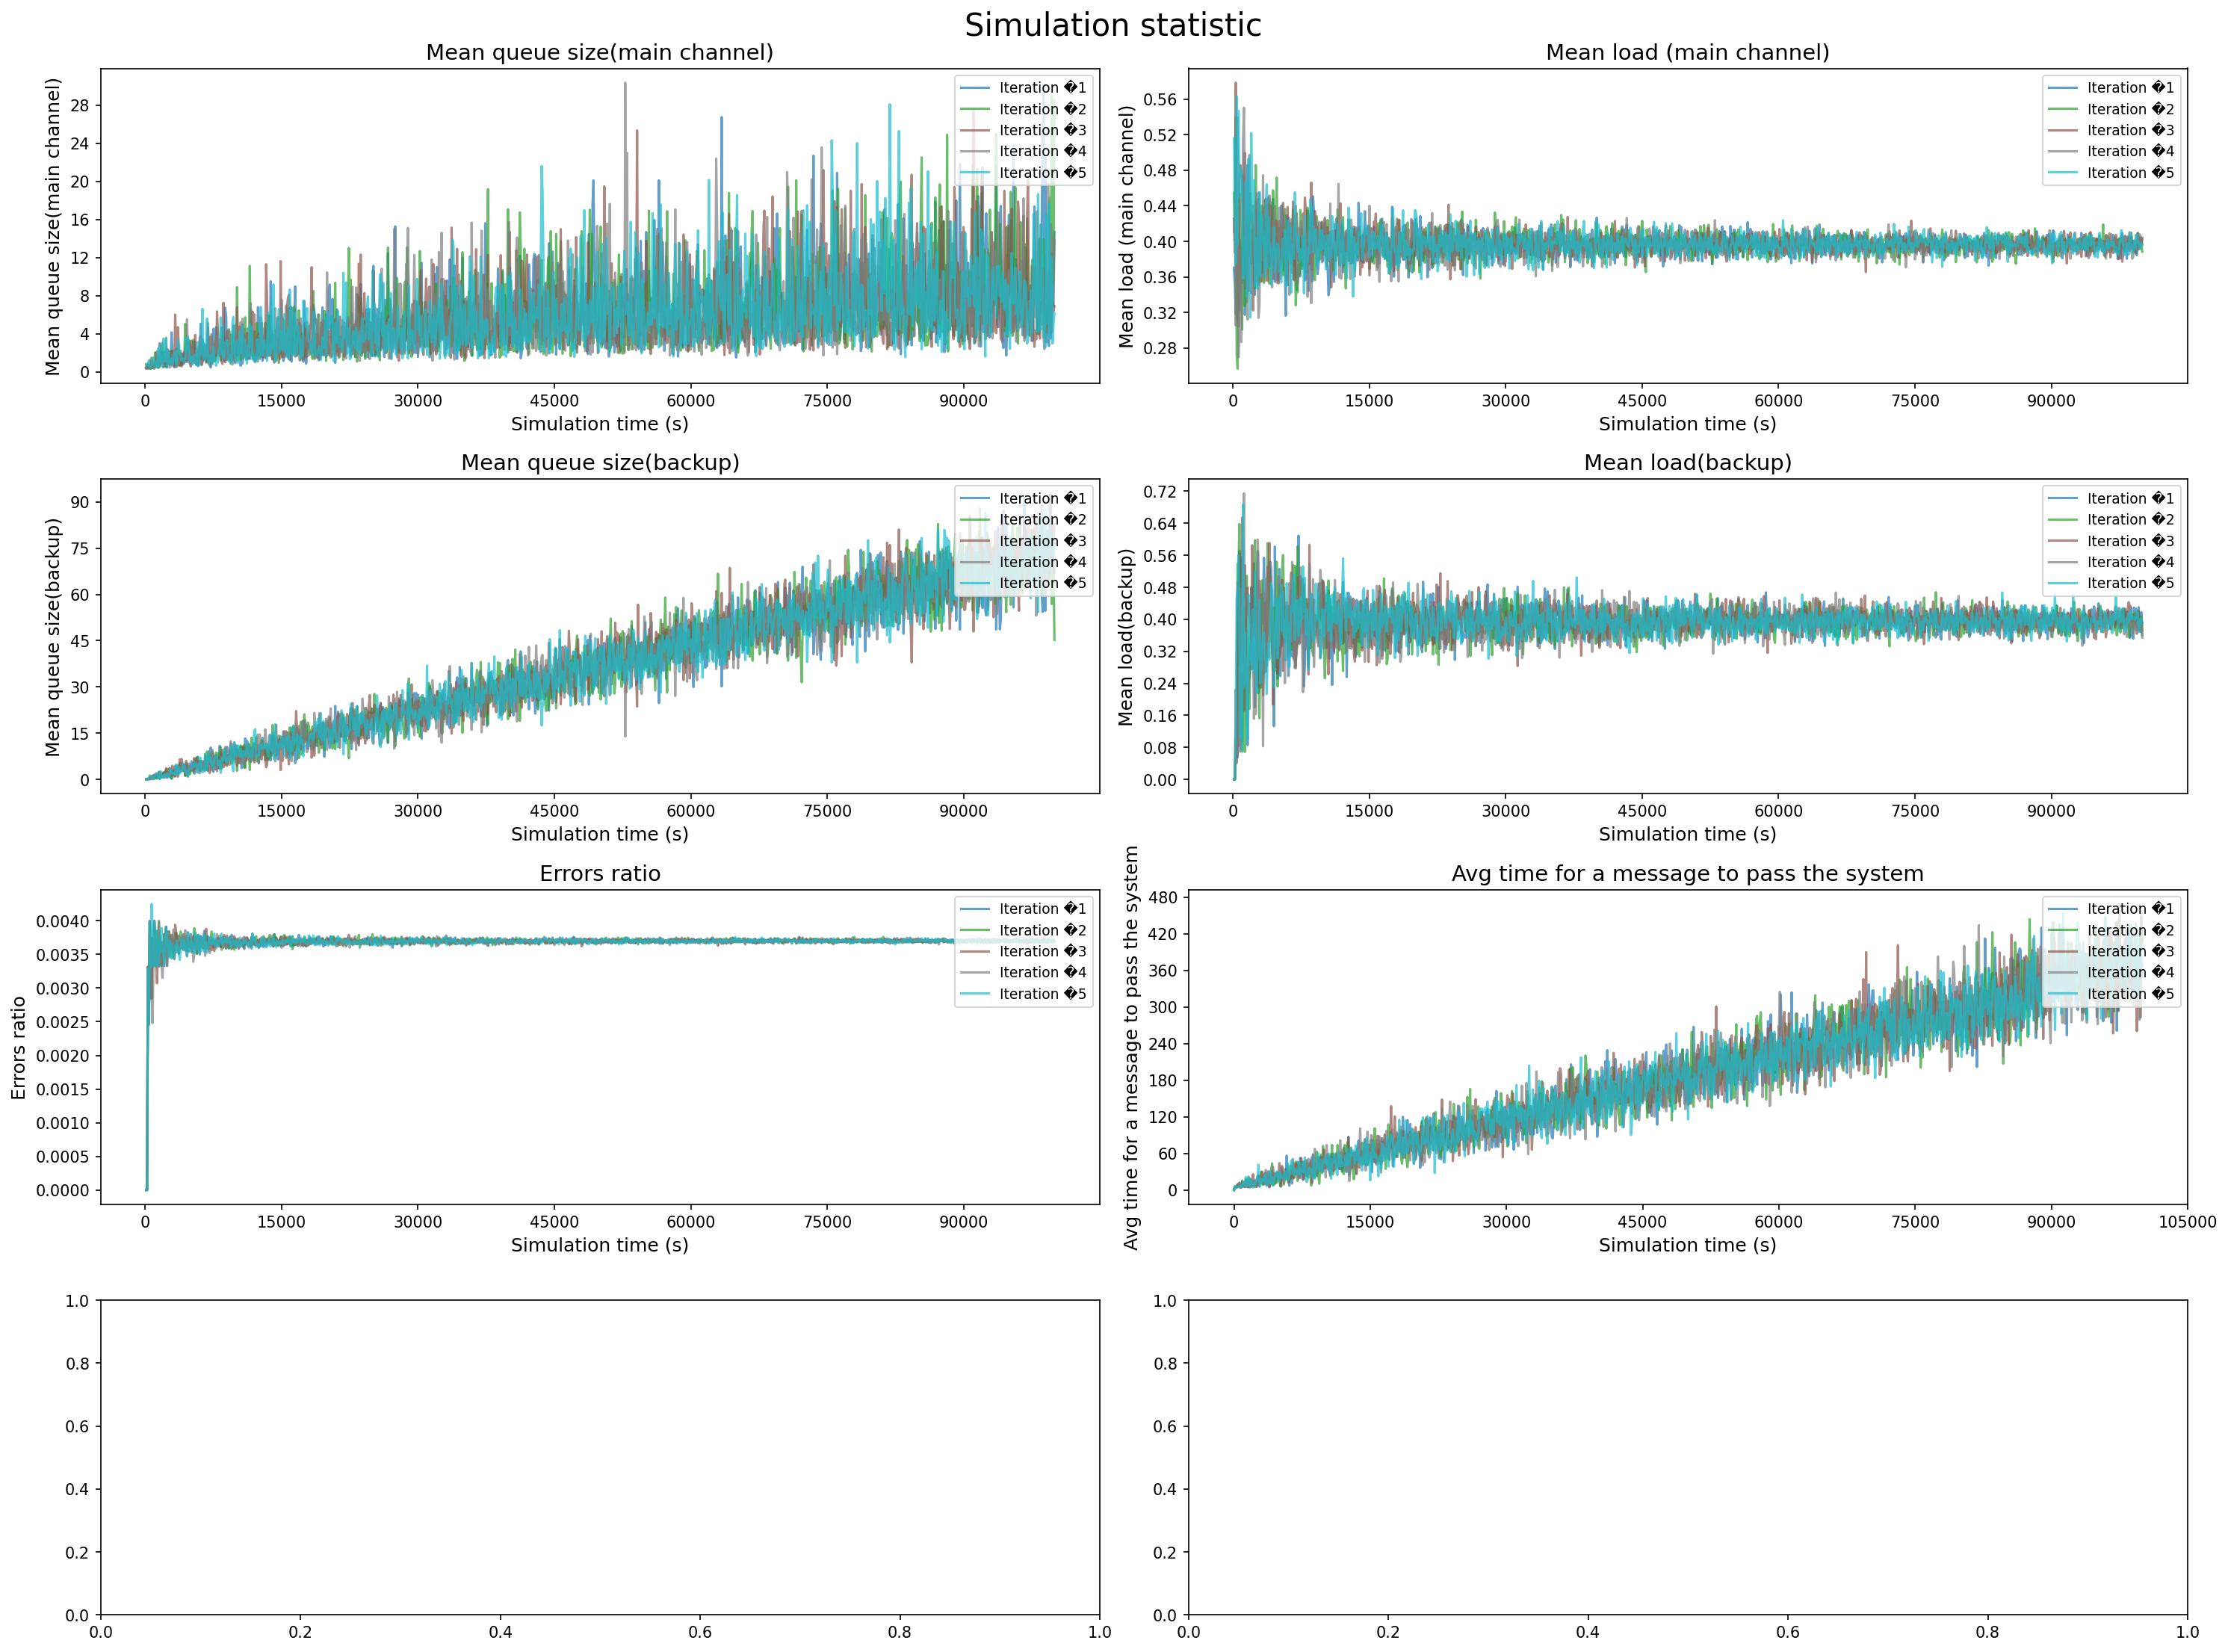 Simulation statistic
Mean queue size(main channel)
Mean queue size(main channel)
28
24
20
16
12
8
4
0
Iteration �1
Iteration �2
Iteration �3
Iteration �4
Iteration �5
0 15000 30000 45000 60000 75000 90000
Simulation time (s)
Mean load (main channel)
Mean load (main channel)
0.56
0.52
0.48
0.44
0.40
0.36
0.32
0.28
Iteration �1
Iteration �2
Iteration �3
Iteration �4
Iteration �5
0 15000 30000 45000 60000 75000 90000
Simulation time (s)
Mean queue size(backup)
Mean queue size(backup)
90
75
60
45
30
15
0
Iteration �1
Iteration �2
Iteration �3
Iteration �4
Iteration �5
0 15000 30000 45000 60000 75000 90000
Simulation time (s)
Mean load(backup)
Mean load(backup)
0.72
0.64
0.56
0.48
0.40
0.32
0.24
0.16
0.08
0.00
Iteration �1
Iteration �2
Iteration �3
Iteration �4
Iteration �5
0 15000 30000 45000 60000 75000 90000
Simulation time (s)
Errors ratio
Errors ratio
0.0040
0.0035
0.0030
0.0025
0.0020
0.0015
0.0010
0.0005
0.0000
Iteration �1
Iteration �2
Iteration �3
Iteration �4
Iteration �5
0 15000 30000 45000 60000 75000 90000
Simulation time (s)
Avg time for a message to pass the system
Avg time for a message to pass the system
480
420
360
300
240
180
120
60
0
Iteration �1
Iteration �2
Iteration �3
Iteration �4
Iteration �5
0 15000 30000 45000 60000 75000 90000 105000
Simulation time (s)
1.0
0.8
0.6
0.4
0.2
0.0
0.0 0.2 0.4 0.6 0.8 1.0
1.0
0.8
0.6
0.4
0.2
0.0
0.0 0.2 0.4 0.6 0.8 1.0